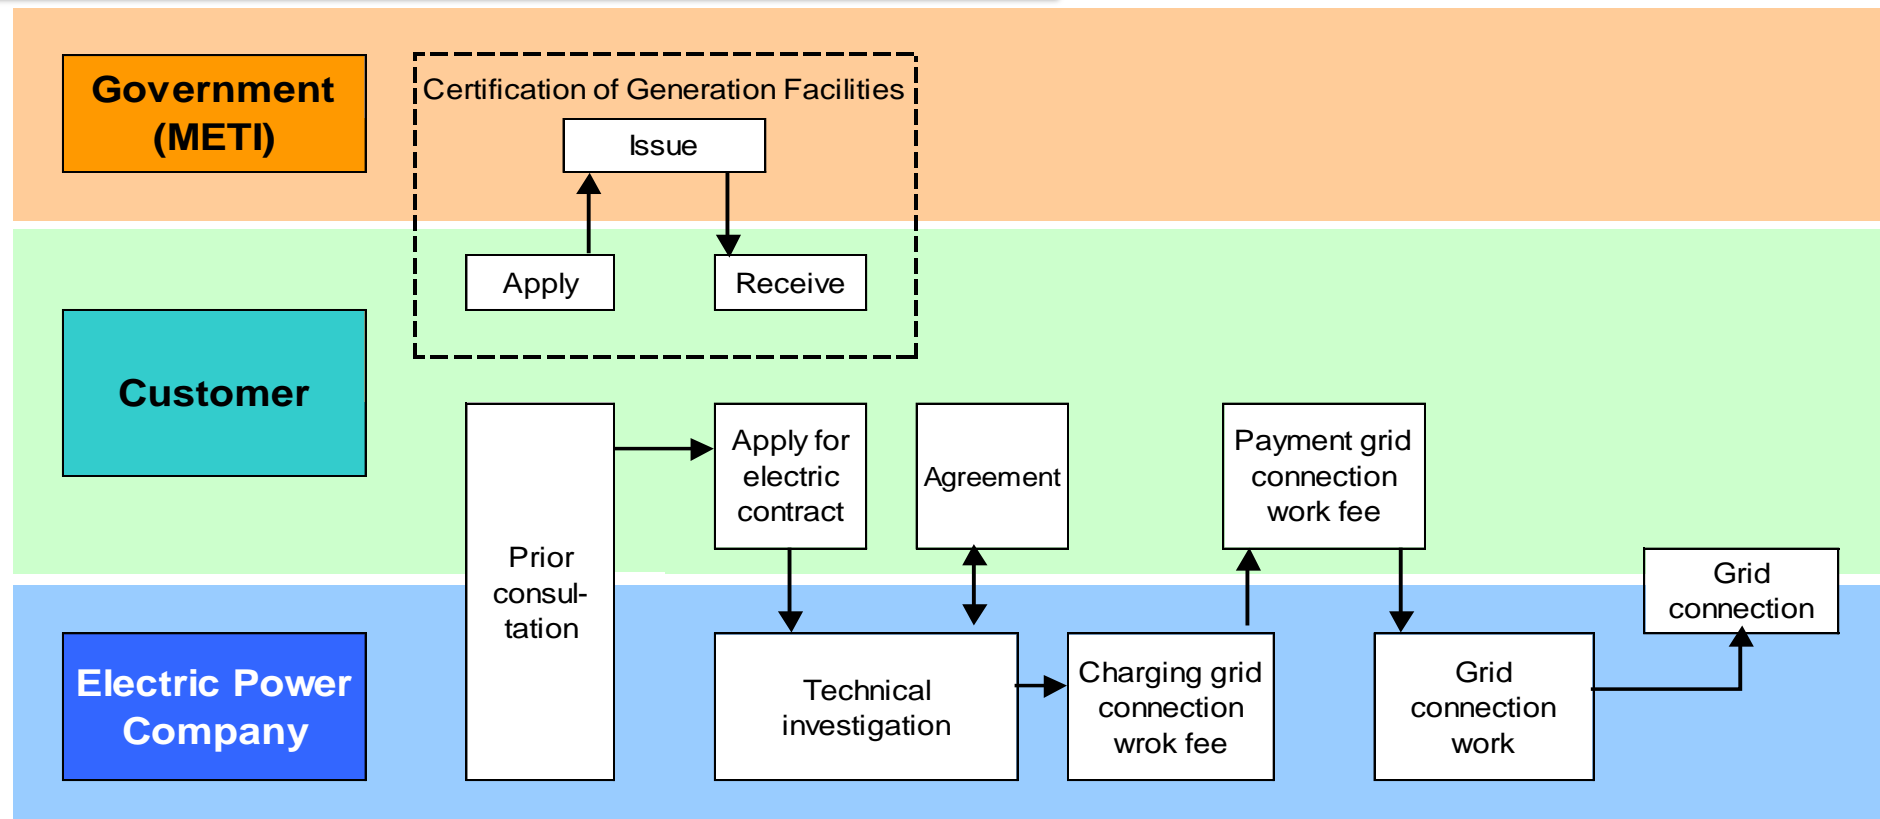 Government
(METI)
Certification of Generation Facilities
Issue
Apply
Receive
Customer
Prior
consul-
tation
Apply for
electric
contract
Agreement
Payment grid
connection
work fee
Grid
connection
Electric Power
Company
Technical
investigation
Charging grid
connection
wrok fee
Grid
connection
work